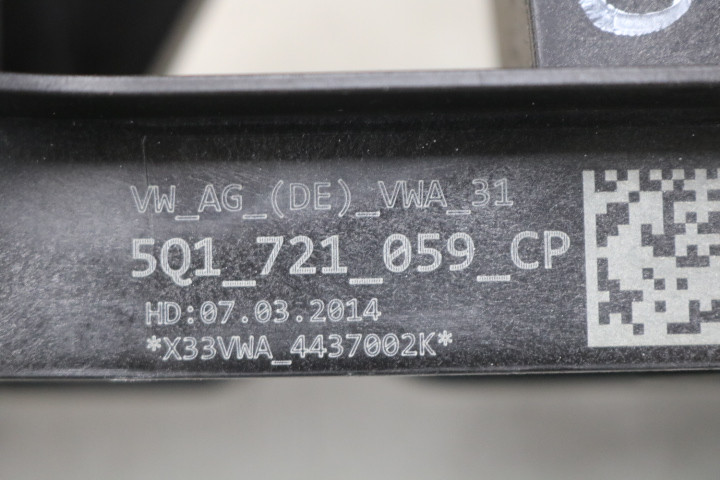 VW_AG_(DE)_VWA_31
5Q1_721_059_CP
HD:07.03.2014
*X33VWA_4437002K*